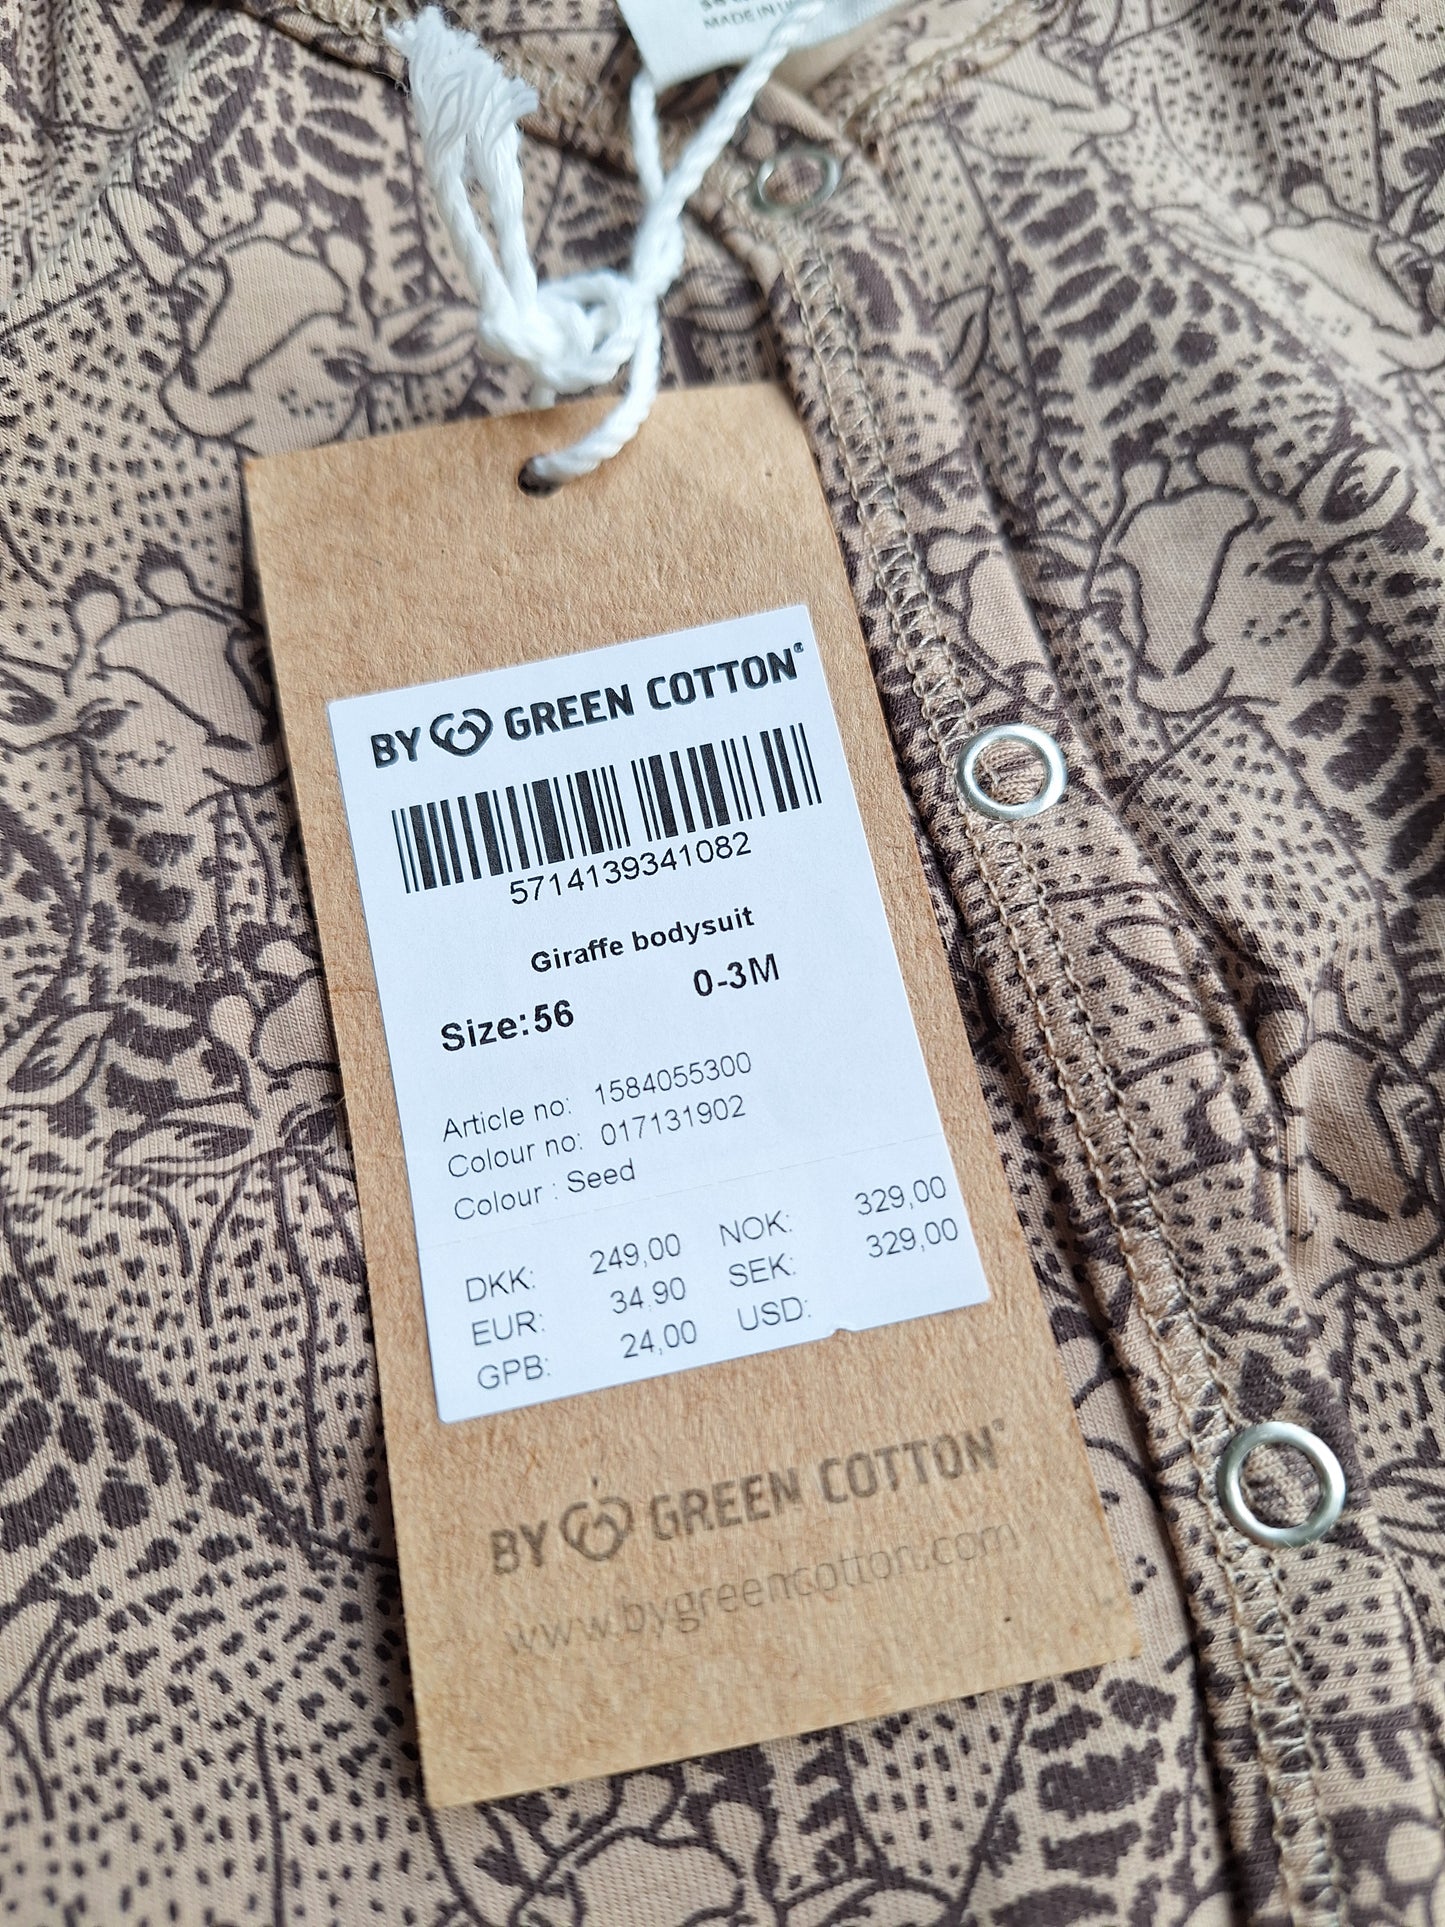 MADE IN
BY GREEN COTTON®
5714139341082
Giraffe bodysuit
Size:56 0-3M
Article no: 1584055300
Colour no: 017131902
Colour : Seed
DKK: 249,00 NOK: 329,00
EUR: 34.90 SEK: 329,00
GPB: 24,00 USD:
BY GREEN COTTON®
www.bygreencotton.com